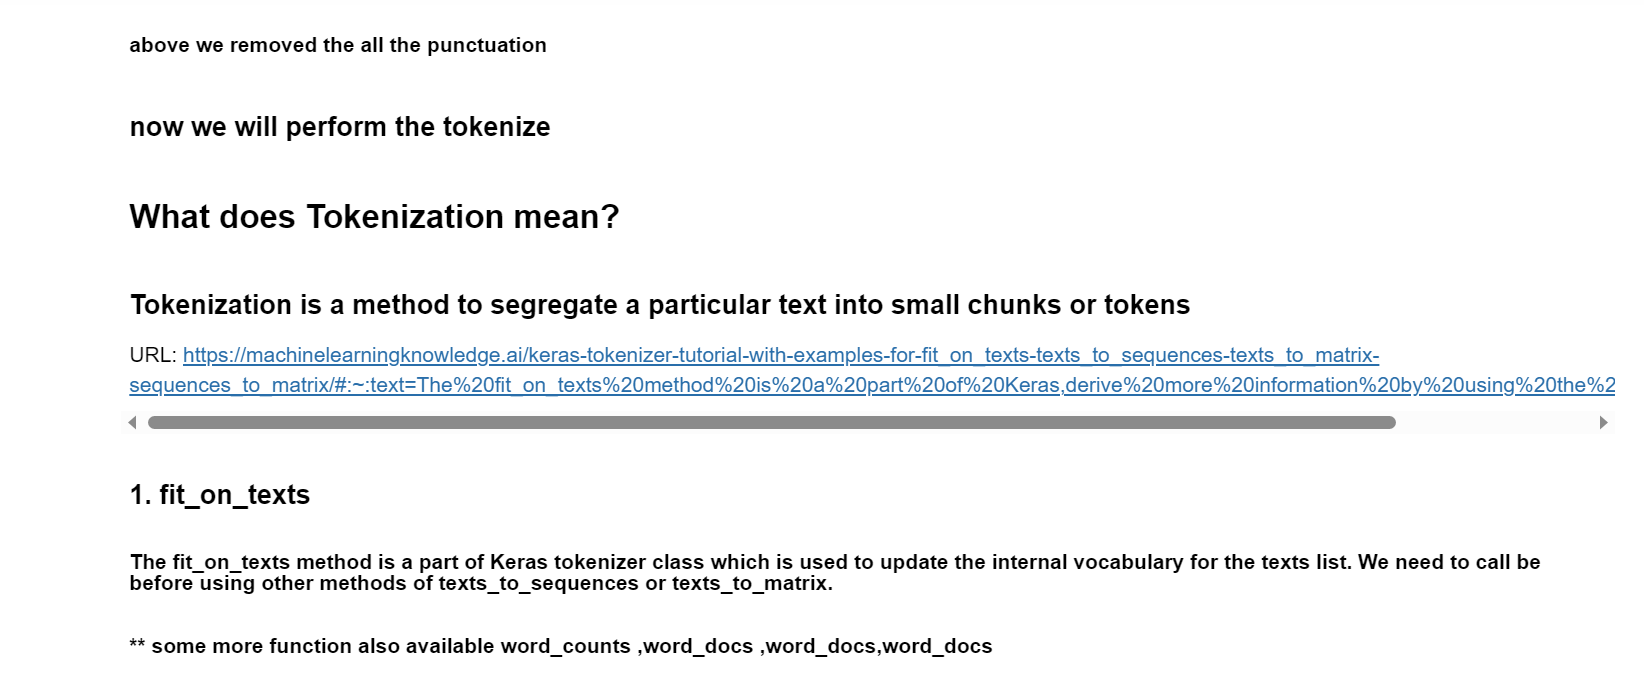 above we removed the all the punctuation
now we will perform the tokenize
What does Tokenization mean?
Tokenization is a method to segregate a particular text into small chunks or tokens
URL: https://machinelearningknowledge.ai/keras-tokenizer-tutorial-with-examples-for-fit_on_texts-texts_to_sequences-texts_to_matrix-
sequences_to_matrix/#:~:text=The%20fit_on_texts%20method%20is%20a%20part%20of%20Keras,derive%20more%20information%20by%20using%20the%2
1. fit_on_texts
The fit_on_texts method is a part of Keras tokenizer class which is used to update the internal vocabulary for the texts list. We need to call be
before using other methods of texts_to_sequences or texts_to_matrix.
** some more function also available word_counts ,word_docs ,word_docs,word_docs